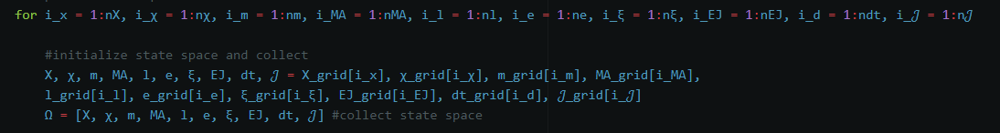 for i_x = 1:nX, i_χ = 1:nχ, i_m = 1:nm, i_MA = 1:nMA, i_l = 1:nl, i_e = 1:ne, i_ξ = 1:nξ, i_EJ = 1:nEJ, i_d = 1:ndt, i_𝒥 = 1:n𝒥
#initialize state space and collect
X, χ, m, MA, l, e, ξ, EJ, dt, 𝒥 = X_grid[i_x], χ_grid[i_χ], m_grid[i_m], MA_grid[i_MA],
l_grid[i_l], e_grid[i_e], ξ_grid[i_ξ], EJ_grid[i_EJ], dt_grid[i_d], 𝒥_grid[i_𝒥]
Ω = [X, χ, m, MA, l, e, ξ, EJ, dt, 𝒥] #collect state space